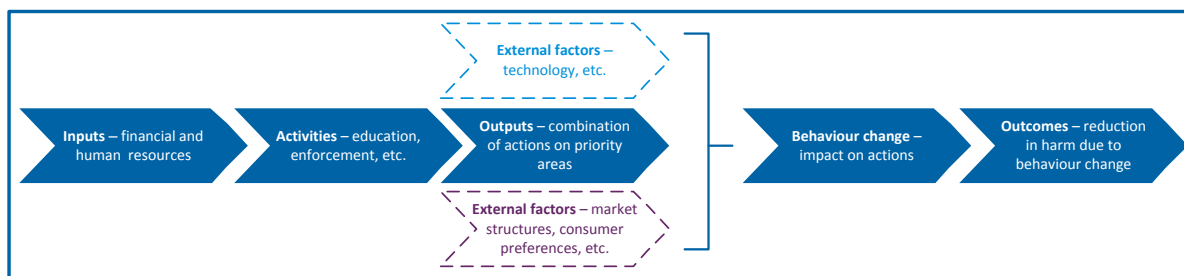 External factors –
technology, etc.
Inputs – financial and
human resources
Activities – education,
enforcement, etc.
Outputs – combination
of actions on priority
areas
Behaviour change –
impact on actions
Outcomes – reduction
in harm due to
behaviour change
External factors – market
structures, consumer
preferences, etc.